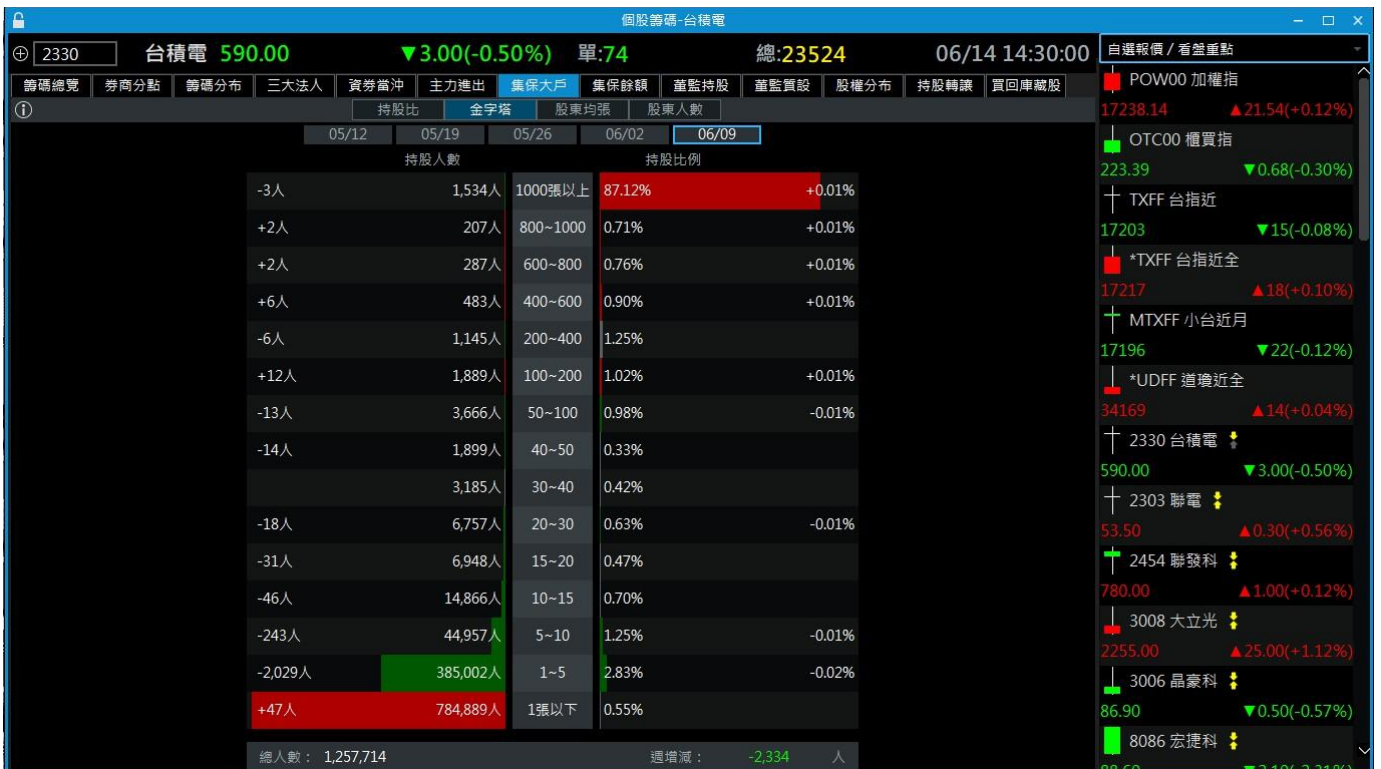 個股籌碼-台積電
2330 台積電 590.00 ▼3.00(-0.50%) 單:74 總:23524 06/14 14:30:00
籌碼總覽 券商分點 籌碼分布 三大法人 資券當沖 主力進出 集保大戶 集保餘額 董監持股 董監質設 股權分布 持股轉讓 買回庫藏股
持股比 金字塔 股東均張 股東人數
05/12 05/19 05/26 06/02 06/09
持股人數 持股比例
-3人 1,534人 1000張以上 87.12% +0.01%
+2人 207人 800~1000 0.71% +0.01%
+2人 287人 600~800 0.76% +0.01%
+6人 483人 400~600 0.90% +0.01%
-6人 1,145人 200~400 1.25%
+12人 1,889人 100~200 1.02% +0.01%
-13人 3,666人 50~100 0.98% -0.01%
-14人 1,899人 40~50 0.33%
3,185人 30~40 0.42%
-18人 6,757人 20~30 0.63% -0.01%
-31人 6,948人 15~20 0.47%
-46人 14,866人 10~15 0.70%
-243人 44,957人 5~10 1.25% -0.01%
-2,029人 385,002人 1~5 2.83% -0.02%
+47人 784,889人 1張以下 0.55%
總人數： 1,257,714 週增減： -2,334 人
自選報價 / 看盤重點
POW00 加權指
17238.14 ▲21.54(+0.12%)
OTC00 櫃買指
223.39 ▼0.68(-0.30%)
TXFF 台指近
17203 ▼15(-0.08%)
*TXFF 台指近全
17217 ▲18(+0.10%)
MTXFF 小台近月
17196 ▼22(-0.12%)
*UDFF 道瓊近全
34169 ▲14(+0.04%)
2330 台積電
590.00 ▼3.00(-0.50%)
2303 聯電
53.50 ▲0.30(+0.56%)
2454 聯發科
780.00 ▲1.00(+0.12%)
3008 大立光
2255.00 ▲25.00(+1.12%)
3006 晶豪科
86.90 ▼0.50(-0.57%)
8086 宏捷科